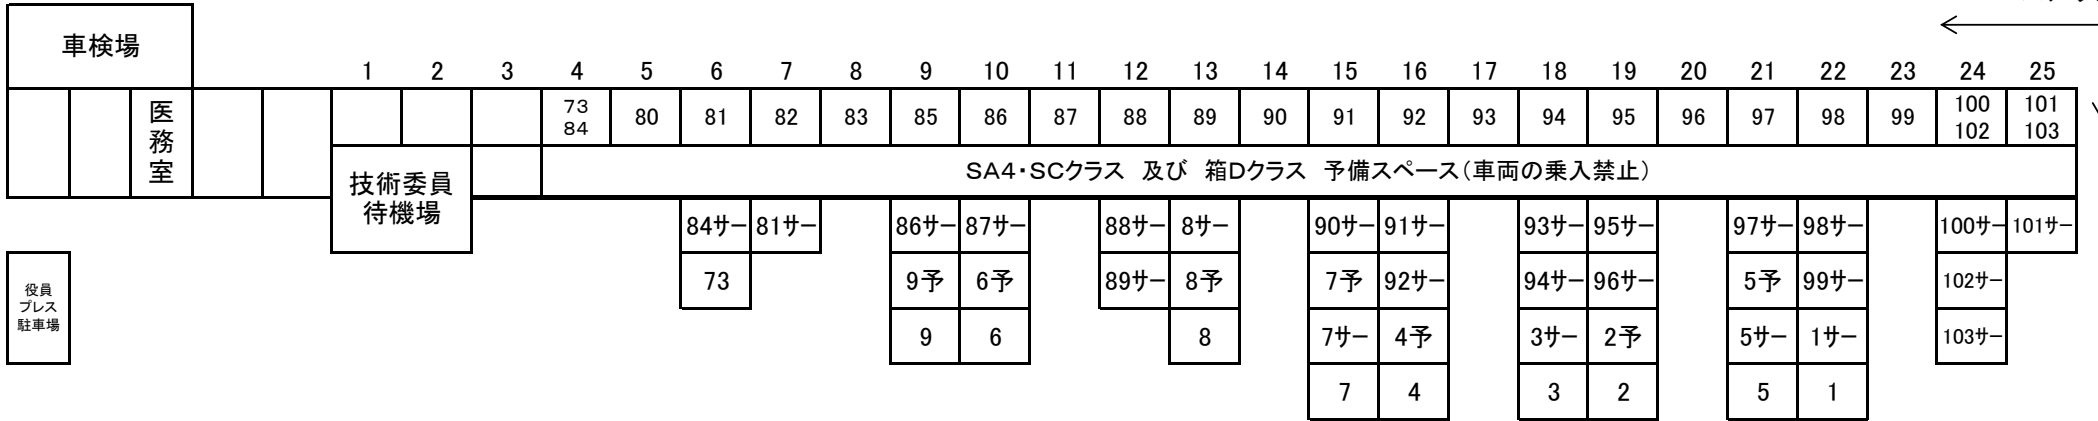 車検場
1 2 3 4 5 6 7 8 9 10 11 12 13 14 15 16 17 18 19 20 21 22 23 24 25
医務室
73 84 80 81 82 83 85 86 87 88 89 90 91 92 93 94 95 96 97 98 99 100 102 101 103
SA4・SCクラス 及び 箱Dクラス 予備スペース(車両の乗入禁止)
技術委員
待機場
84サー 81サー 86サー 87サー 88サー 8サー 90サー 91サー 93サー 95サー 97サー 98サー 100サー 101サー
役員
プレス
駐車場
73 9予 6予 89サー 8予 7予 92サー 94サー 96サー 5予 99サー 102サー
9 6 8 7サー 4予 3サー 2予 5サー 1サー 103サー
7 4 3 2 5 1